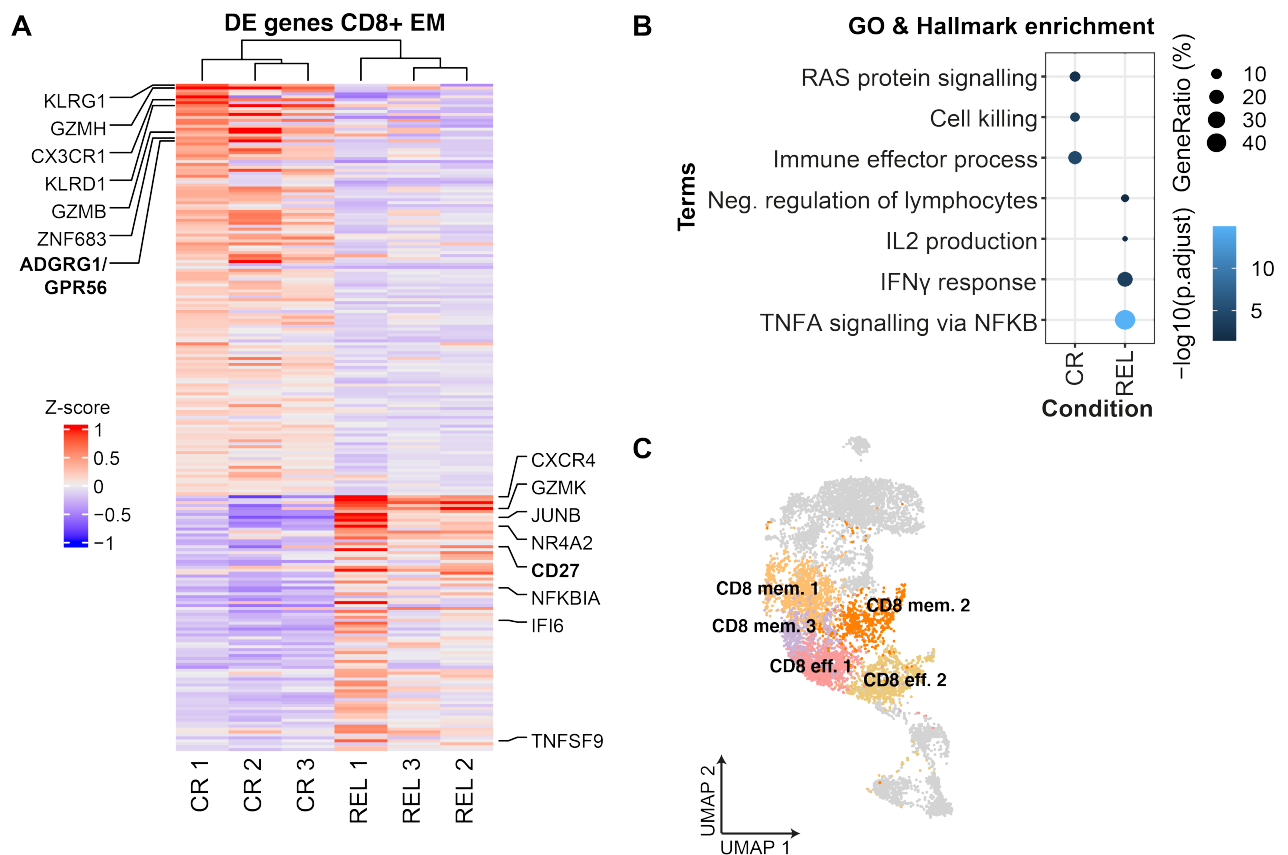 A
DE genes CD8+ EM
KLRG1
GZMH
CX3CR1
KLRD1
GZMB
ZNF683
ADGRG1/
GPR56
Z-score
1
0.5
0
−0.5
−1
CXCR4
GZMK
JUNB
NR4A2
CD27
NFKBIA
IFI6
TNFSF9
CR 1
CR 2
CR 3
REL 1
REL 3
REL 2
B
GO & Hallmark enrichment
Terms
RAS protein signalling
Cell killing
Immune effector process
Neg. regulation of lymphocytes
IL2 production
IFNγ response
TNFA signalling via NFKB
CR
REL
Condition
GeneRatio (%)
10
20
30
40
−log10(p.adjust)
10
5
C
CD8 mem. 1
CD8 mem. 2
CD8 mem. 3
CD8 eff. 1
CD8 eff. 2
UMAP 2
UMAP 1